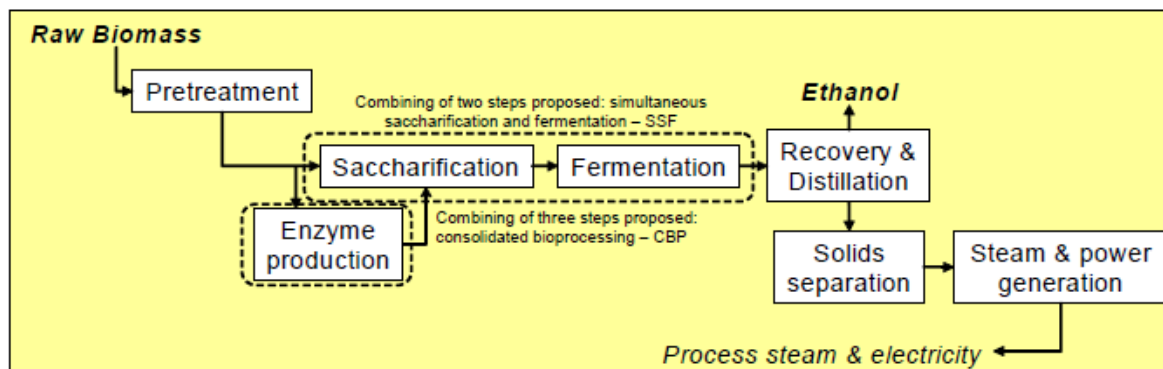 Raw Biomass
Pretreatment
Combining of two steps proposed: simultaneous
saccharification and fermentation – SSF
Ethanol
Saccharification
Fermentation
Recovery &
Distillation
Enzyme
production
Combining of three steps proposed:
consolidated bioprocessing – CBP
Solids
separation
Steam & power
generation
Process steam & electricity